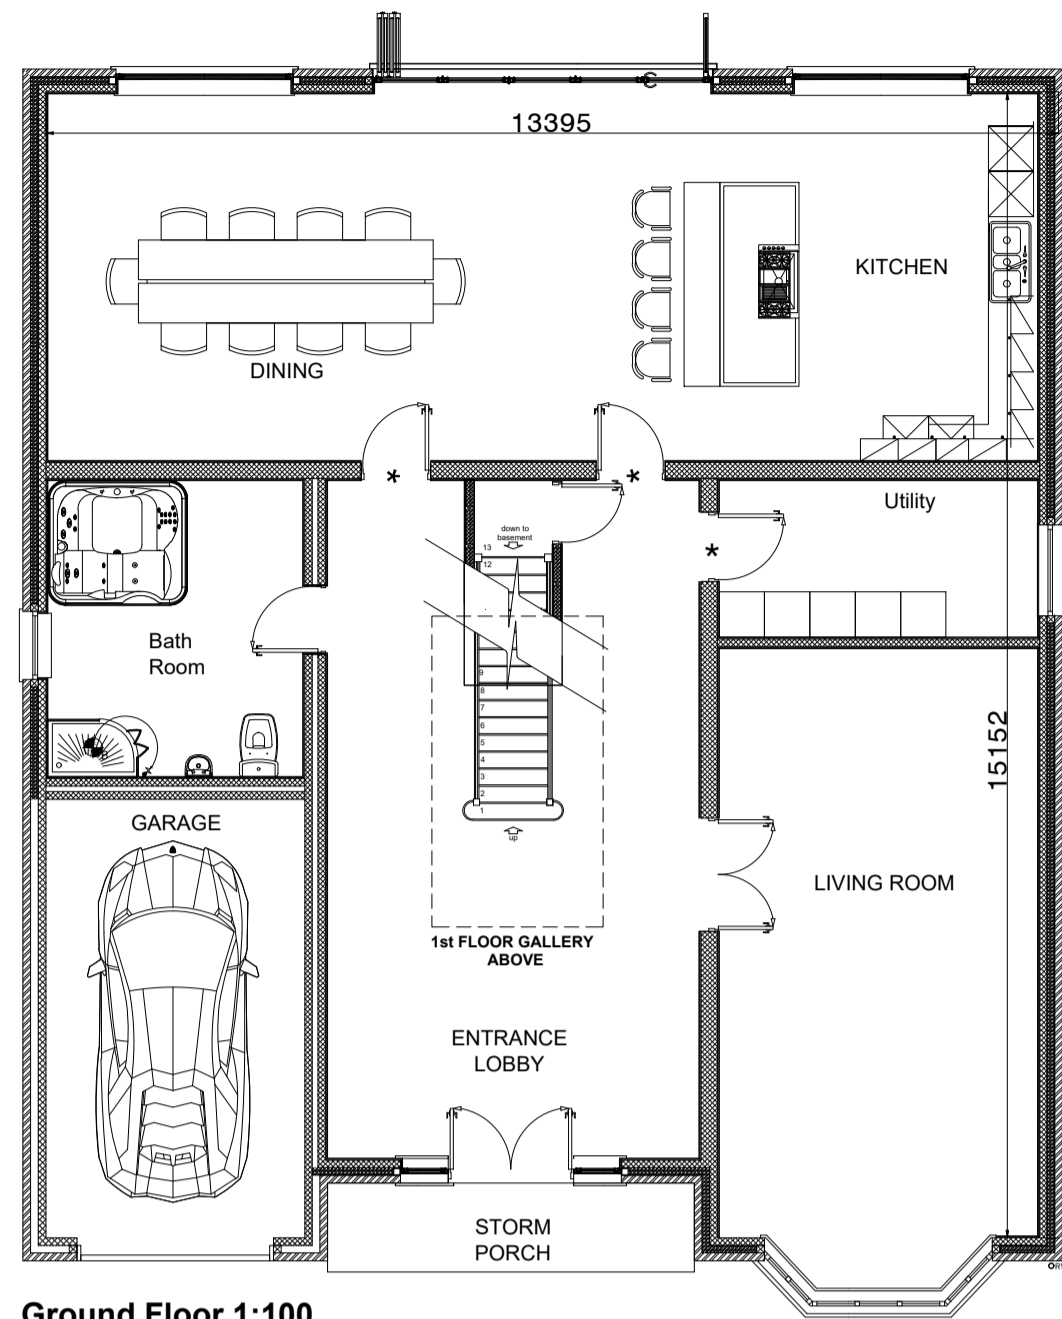 13395
KITCHEN
DINING
*
*
Utility
down to
basement
13
12
*
Bath
Room
9
8
7
6
5
4
3
2
1
up
15152
GARAGE
LIVING ROOM
1st FLOOR GALLERY
ABOVE
ENTRANCE
LOBBY
STORM
PORCH
Ground Floor 1:100